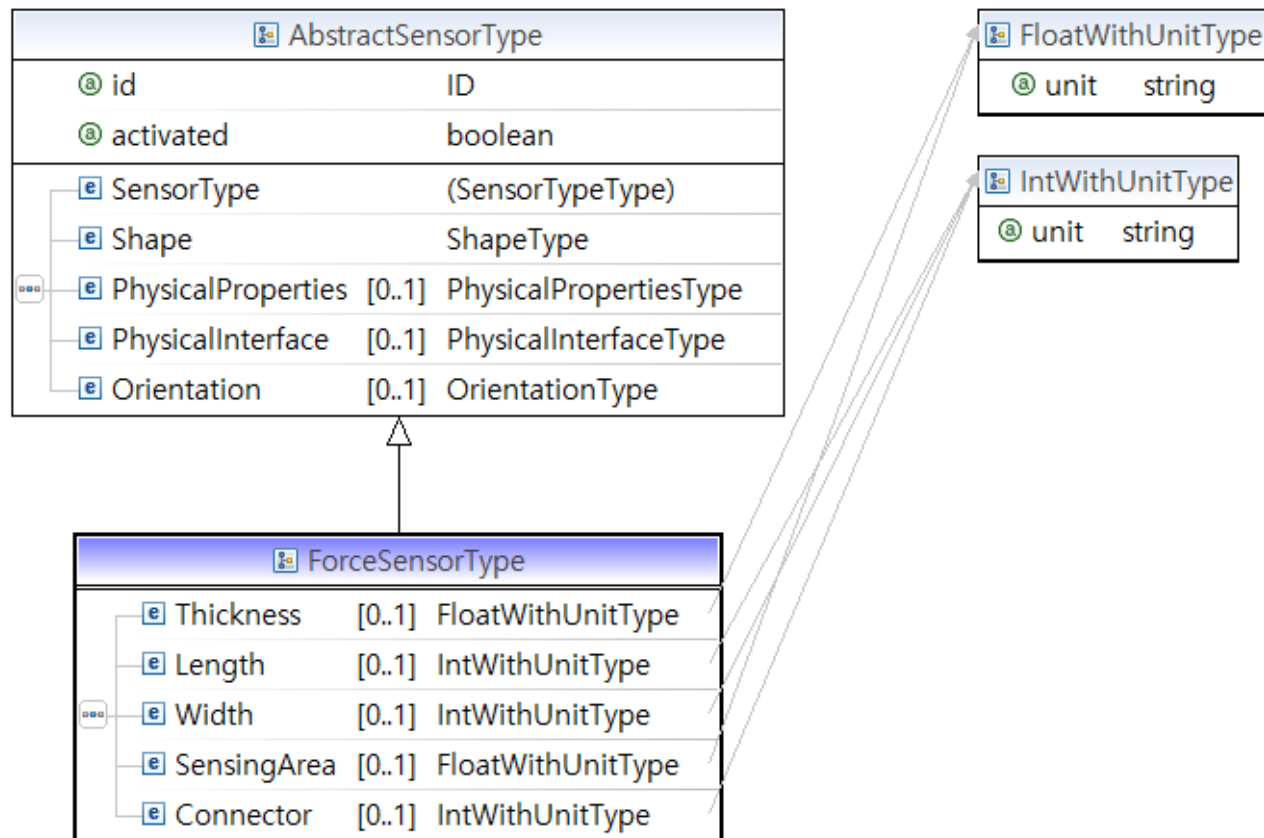 AbstractSensorType
id ID
activated boolean
SensorType (SensorTypeType)
Shape ShapeType
PhysicalProperties [0..1] PhysicalPropertiesType
PhysicalInterface [0..1] PhysicalInterfaceType
Orientation [0..1] OrientationType
FloatWithUnitType
unit string
IntWithUnitType
unit string
ForceSensorType
Thickness [0..1] FloatWithUnitType
Length [0..1] IntWithUnitType
Width [0..1] IntWithUnitType
SensingArea [0..1] FloatWithUnitType
Connector [0..1] IntWithUnitType